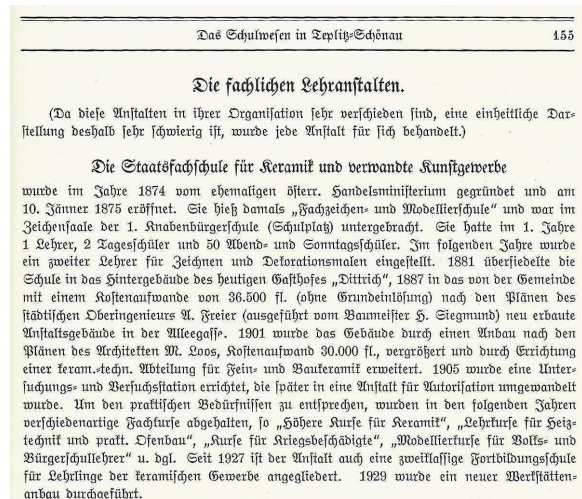 Das Schulwesen in Teplitz-Schönau 155
Die fachlichen Lehranstalten.
(Da diese Anstalten in ihrer Organisation sehr verschieden sind, eine einheitliche Dar-
stellung deshalb sehr schwierig ist, wurde jede Anstalt für sich behandelt.)
Die Staatsfachschule für Keramik und verwandte Kunstgewerbe
wurde im Jahre 1874 vom ehemaligen österr. Handelsministerium gegründet und am
10. Jänner 1875 eröffnet. Sie hieß damals „Fachzeichen- und Modellierschule“ und war im
Zeichensaale der 1. Knabenbürgerschule (Schulplatz) untergebracht. Sie hatte im 1. Jahre
1 Lehrer, 2 Tagesschüler und 50 Abend- und Sonntagsschüler. Im folgenden Jahre wurde
ein zweiter Lehrer für Zeichnen und Dekorationsmalen eingestellt. 1881 übersiedelte die
Schule in das Hintergebäude des heutigen Gasthofes „Dittrich“, 1887 in das von der Gemeinde
mit einem Kostenaufwande von 36.500 fl. (ohne Grundeinlösung) nach den Plänen des
städtischen Oberingenieurs A. Freier (ausgeführt vom Baumeister H. Siegmund) neu erbaute
Anstaltsgebäude in der Alleegasse. 1901 wurde das Gebäude durch einen Anbau nach den
Plänen des Architekten M. Loos, Kostenaufwand 30.000 fl., vergrößert und durch Errichtung
einer keram.-techn. Abteilung für Fein- und Baukeramik erweitert. 1905 wurde eine Unter-
suchungs- und Versuchsstation errichtet, die später in eine Anstalt für Autorisation umgewandelt
wurde. Um den praktischen Bedürfnissen zu entsprechen, wurden in den folgenden Jahren
verschiedenartige Fachkurse abgehalten, so „Höhere Kurse für Keramik“, „Lehrkurse für Heiz-
technik und prakt. Ofenbau“, „Kurse für Kriegsbeschädigte“, „Modellierkurse für Volks- und
Bürgerschullehrer“ u. dgl. Seit 1927 ist der Anstalt auch eine zweiklassige Fortbildungsschule
für Lehrlinge der keramischen Gewerbe angegliedert. 1929 wurde ein neuer Werkstätten-
anbau durchgeführt.